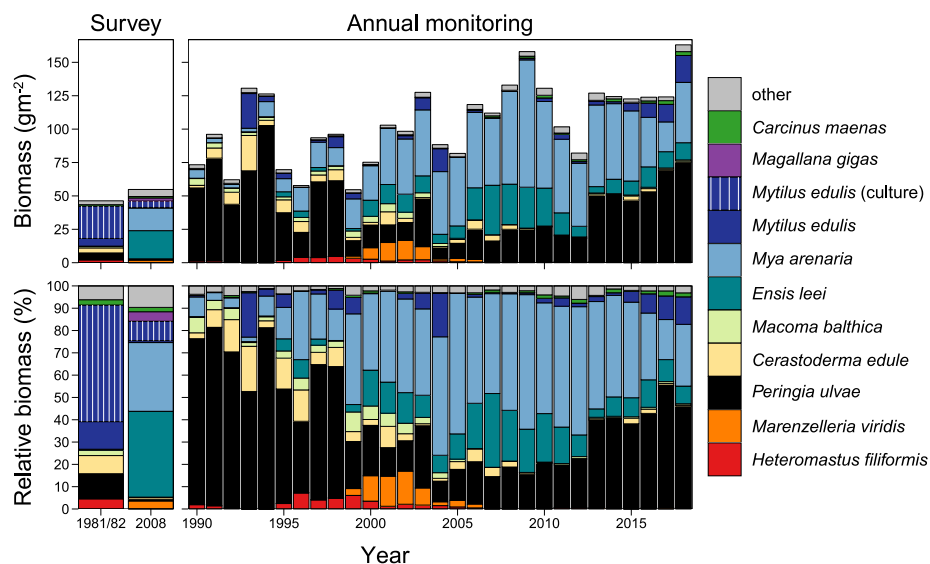 Survey
Annual monitoring
Biomass (gm⁻²)
150
125
100
75
50
25
0
Relative biomass (%)
100
90
80
70
60
50
40
30
20
10
0
1981/82
2008
1990
1995
2000
2005
2010
2015
Year
other
Carcinus maenas
Magallana gigas
Mytilus edulis (culture)
Mytilus edulis
Mya arenaria
Ensis leei
Macoma balthica
Cerastoderma edule
Peringia ulvae
Marenzelleria viridis
Heteromastus filiformis